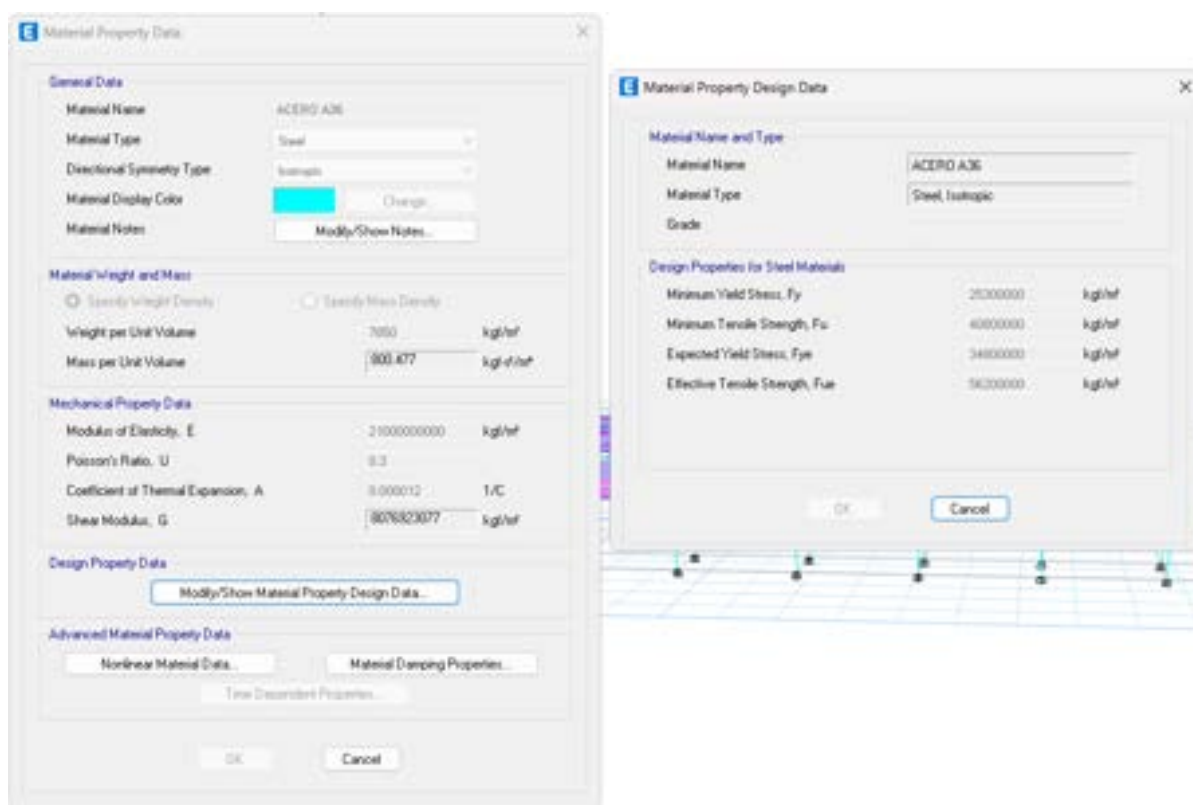 Material Property Data
General Data
Material Name ACERO A36
Material Type Steel
Directional Symmetry Type Isotropic
Material Display Color Change...
Material Notes Modify/Show Notes...
Material Weight and Mass
Specify Weight Density Specify Mass Density
Weight per Unit Volume 7850 kgf/m³
Mass per Unit Volume 800.477 kgf-s²/m⁴
Mechanical Property Data
Modulus of Elasticity, E 21000000000 kgf/m²
Poisson's Ratio, U 0.3
Coefficient of Thermal Expansion, A 0.000012 1/C
Shear Modulus, G 8076923077 kgf/m²
Design Property Data
Modify/Show Material Property Design Data...
Advanced Material Property Data
Nonlinear Material Data... Material Damping Properties...
Time Dependent Properties...
OK Cancel
Material Property Design Data
Material Name and Type
Material Name ACERO A36
Material Type Steel, Isotropic
Grade
Design Properties for Steel Materials
Minimum Yield Stress, Fy 25300000 kgf/m²
Minimum Tensile Strength, Fu 40800000 kgf/m²
Expected Yield Stress, Fye kgf/m²
Effective Tensile Strength, Fue 56200000 kgf/m²
OK Cancel